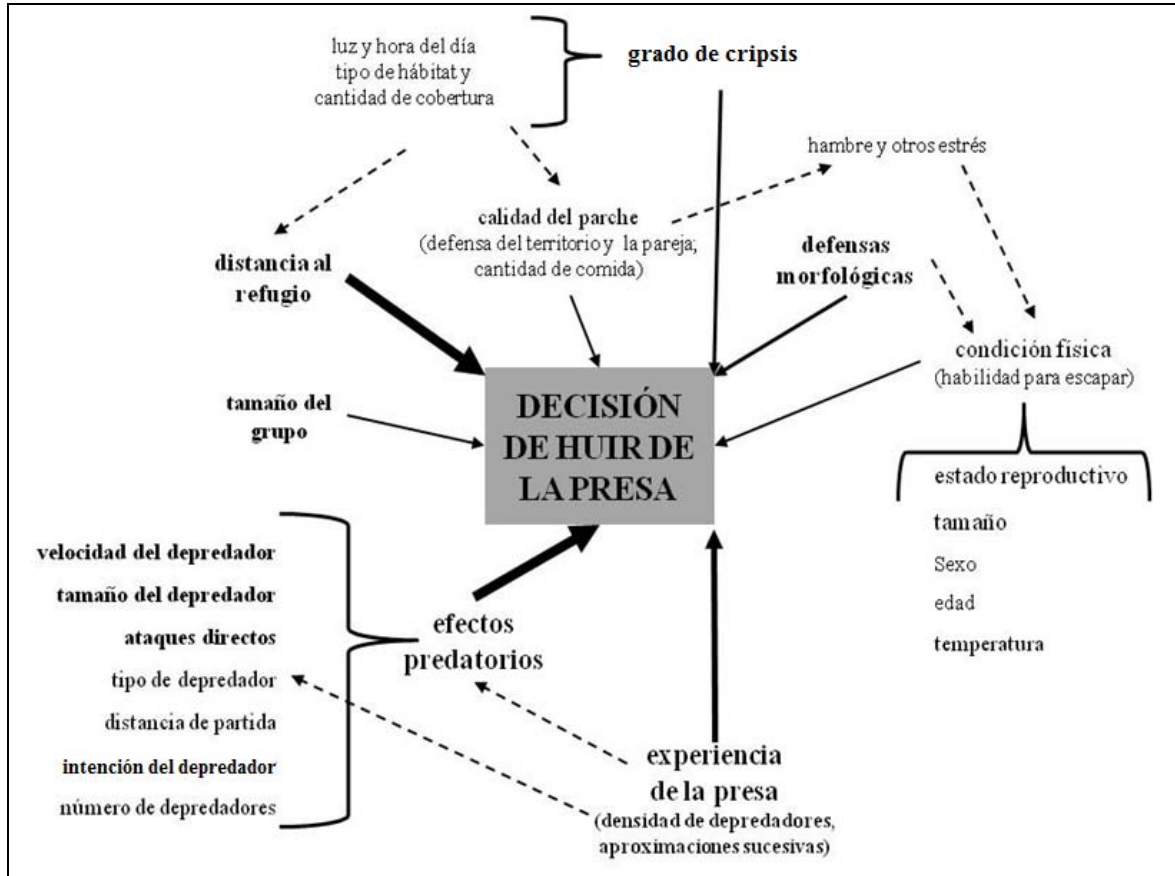 luz y hora del día
tipo de hábitat y
cantidad de cobertura
grado de cripsis
hambre y otros estrés
calidad del parche
(defensa del territorio y la pareja;
cantidad de comida)
defensas
morfológicas
distancia al
refugio
condición física
(habilidad para escapar)
tamaño del
grupo
DECISIÓN
DE HUIR DE
LA PRESA
estado reproductivo
tamaño
Sexo
edad
temperatura
velocidad del depredador
tamaño del depredador
ataques directos
tipo de depredador
distancia de partida
intención del depredador
número de depredadores
efectos
predatorios
experiencia
de la presa
(densidad de depredadores,
aproximaciones sucesivas)